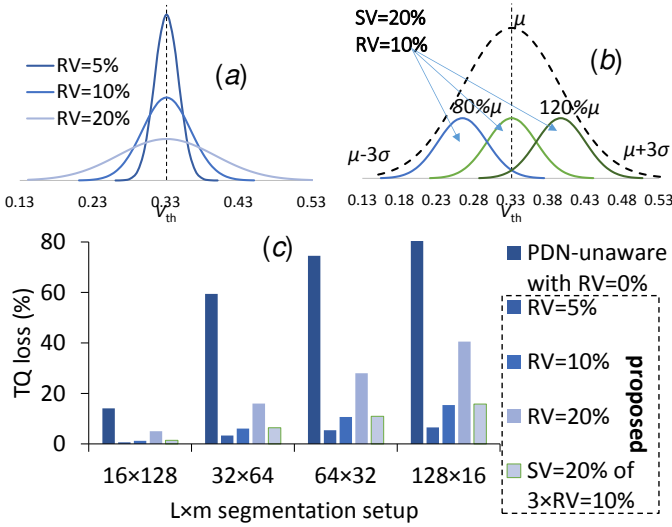 (a)
RV=5%
RV=10%
RV=20%
0.13 0.23 0.33 0.43 0.53
Vth
SV=20%
RV=10%
(b)
μ
80%μ
120%μ
μ-3σ
μ+3σ
0.13 0.18 0.23 0.28 0.33 0.38 0.43 0.48 0.53
Vth
(c)
TQ loss (%)
80
60
40
20
0
16×128 32×64 64×32 128×16
L×m segmentation setup
PDN-unaware
with RV=0%
RV=5%
RV=10%
RV=20%
SV=20% of
3×RV=10%
proposed